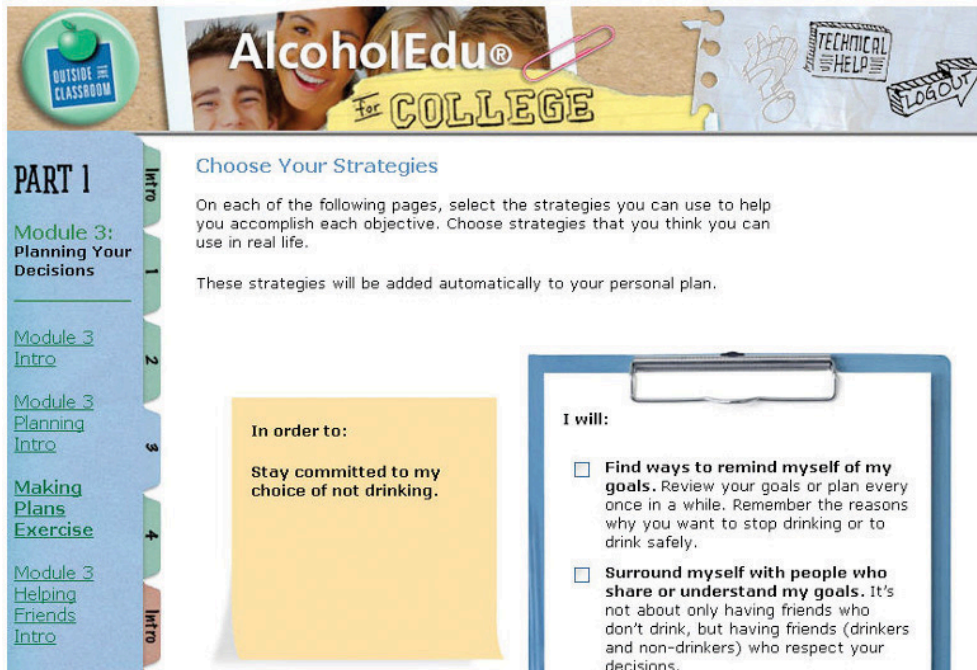 OUTSIDE THE
CLASSROOM
AlcoholEdu®
For COLLEGE
TECHNICAL
HELP
LOGOUT
PART 1
Module 3:
Planning Your
Decisions
Module 3
Intro
Module 3
Planning
Intro
Making
Plans
Exercise
Module 3
Helping
Friends
Intro
Intro
1
2
3
4
Intro
Choose Your Strategies
On each of the following pages, select the strategies you can use to help
you accomplish each objective. Choose strategies that you think you can
use in real life.
These strategies will be added automatically to your personal plan.
In order to:
Stay committed to my
choice of not drinking.
I will:
Find ways to remind myself of my
goals. Review your goals or plan every
once in a while. Remember the reasons
why you want to stop drinking or to
drink safely.
Surround myself with people who
share or understand my goals. It's
not about only having friends who
don't drink, but having friends (drinkers
and non-drinkers) who respect your
decisions.